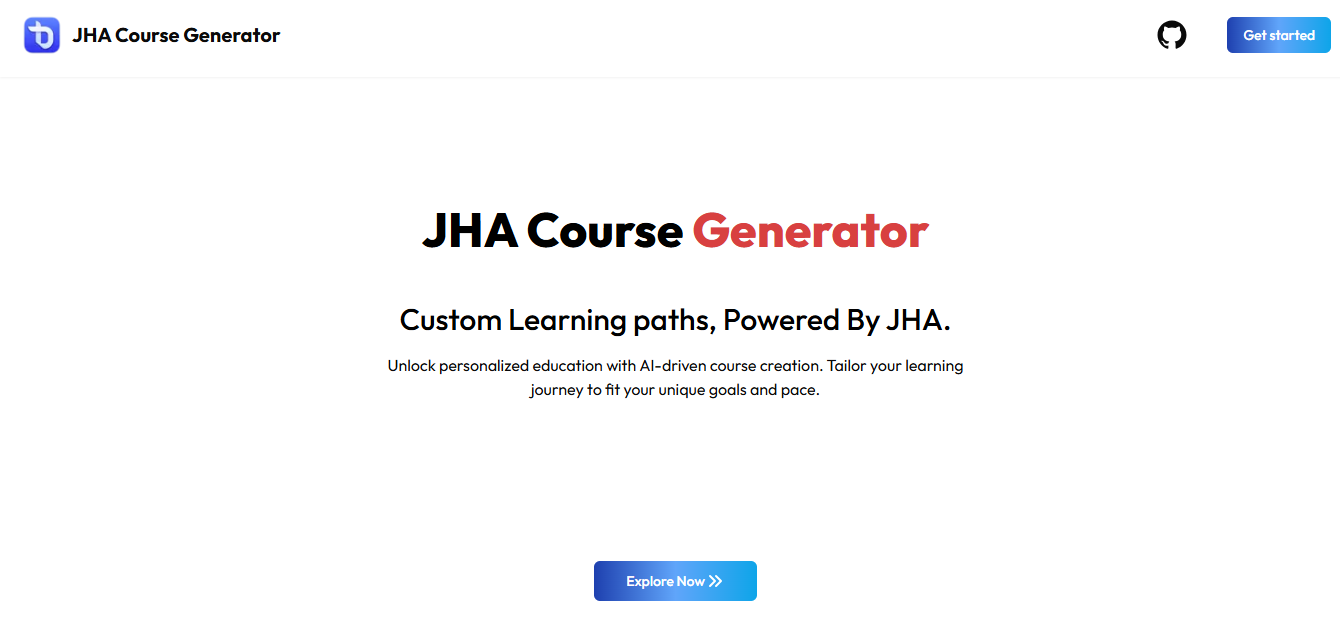 JHA Course Generator
Get started
JHA Course Generator
Custom Learning paths, Powered By JHA.
Unlock personalized education with AI-driven course creation. Tailor your learning
journey to fit your unique goals and pace.
Explore Now